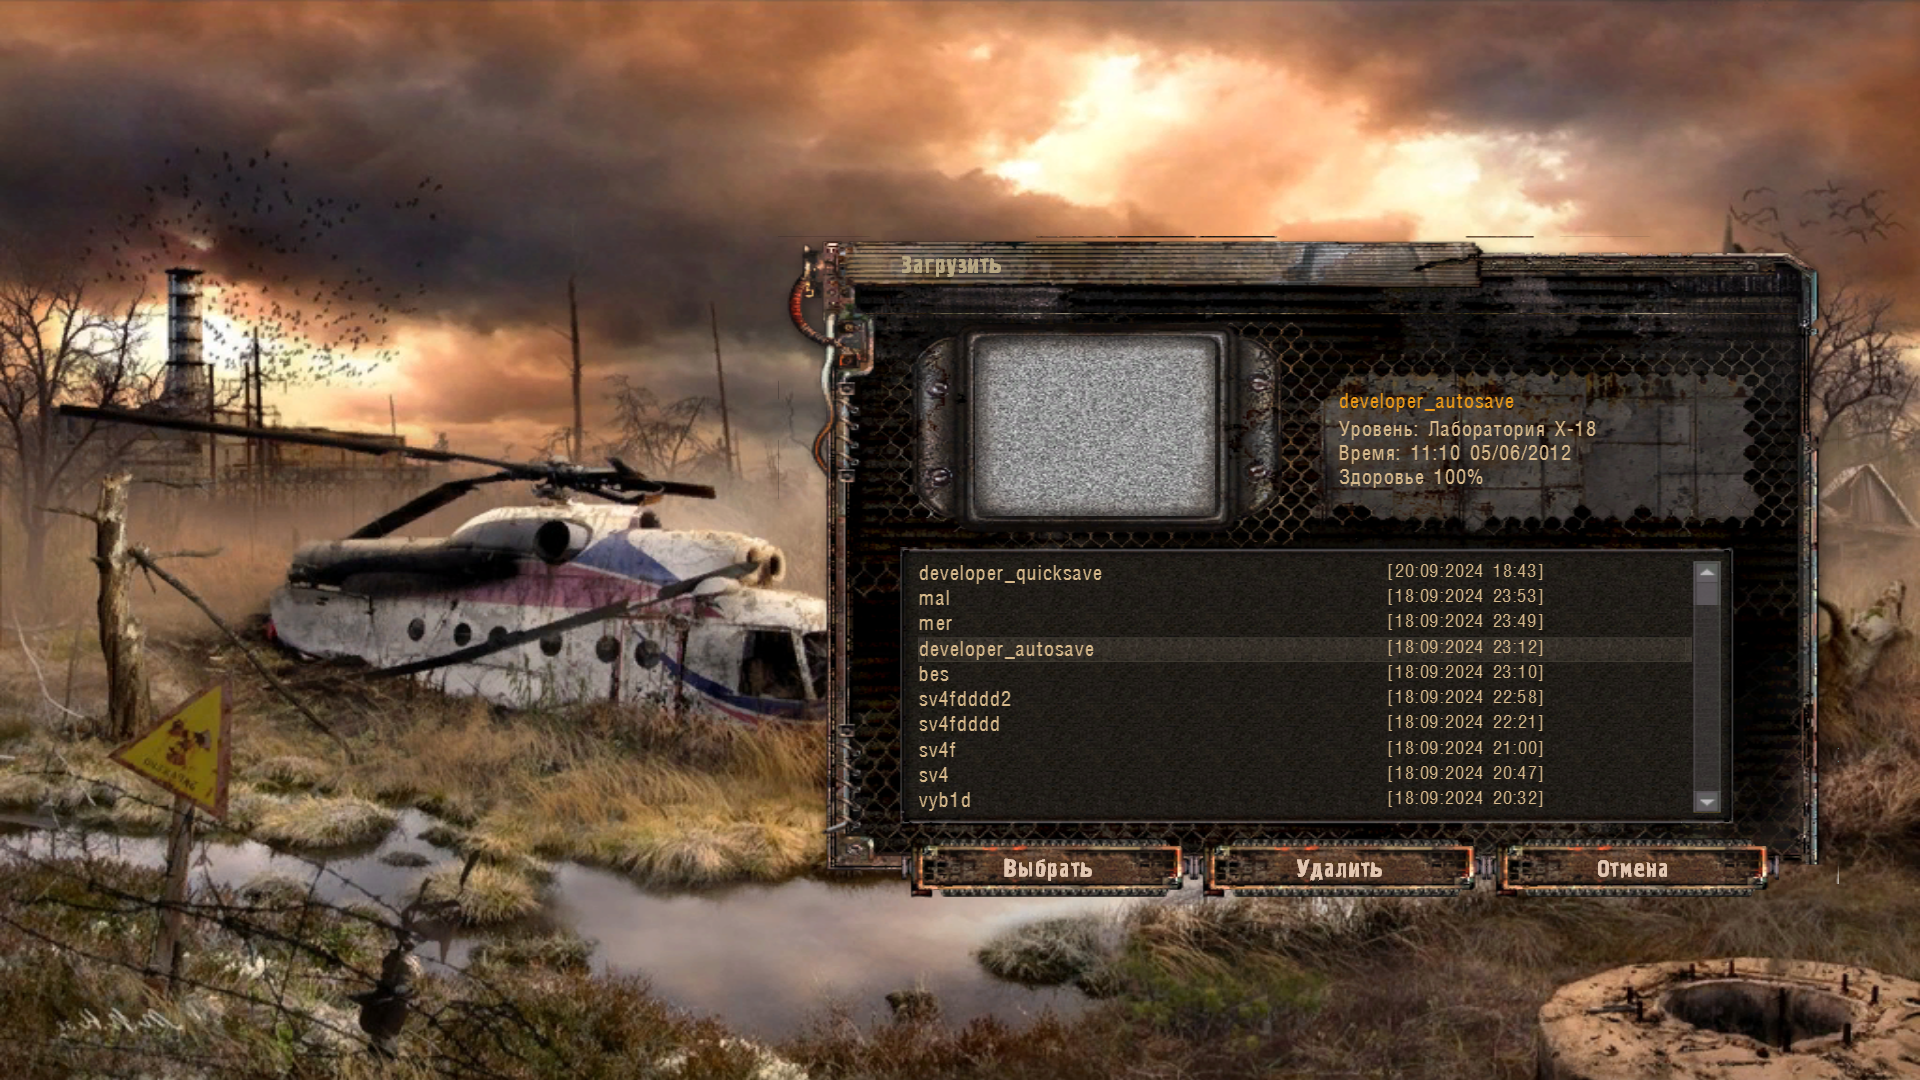 Загрузить
developer_autosave
Уровень: Лаборатория X-18
Время: 11:10 05/06/2012
Здоровье 100%
developer_quicksave [20:09:2024 18:43]
mal [18:09:2024 23:53]
mer [18:09:2024 23:49]
developer_autosave [18:09:2024 23:12]
bes [18:09:2024 23:10]
sv4fdddd2 [18:09:2024 22:58]
sv4fdddd [18:09:2024 22:21]
sv4f [18:09:2024 21:00]
sv4 [18:09:2024 20:47]
vyb1d [18:09:2024 20:32]
Выбрать Удалить Отмена